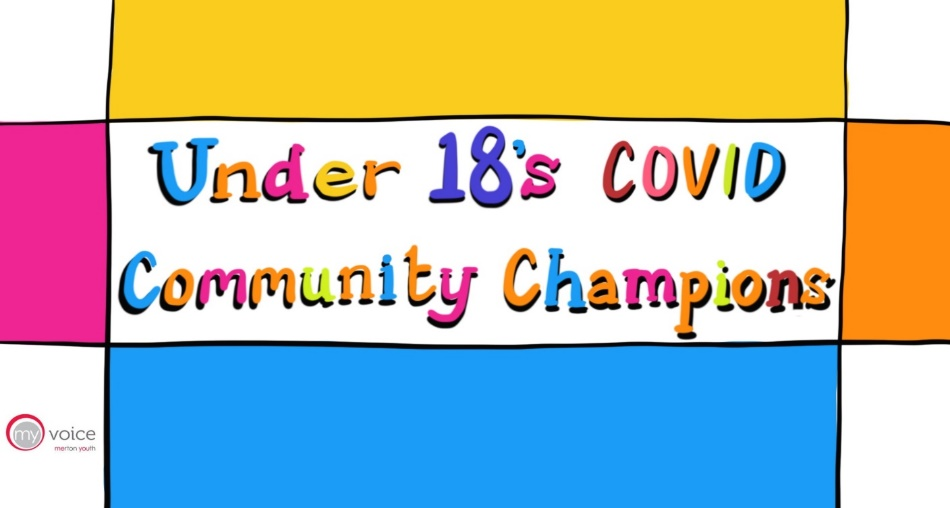 Under 18's COVID
Community Champions
my voice
merton youth